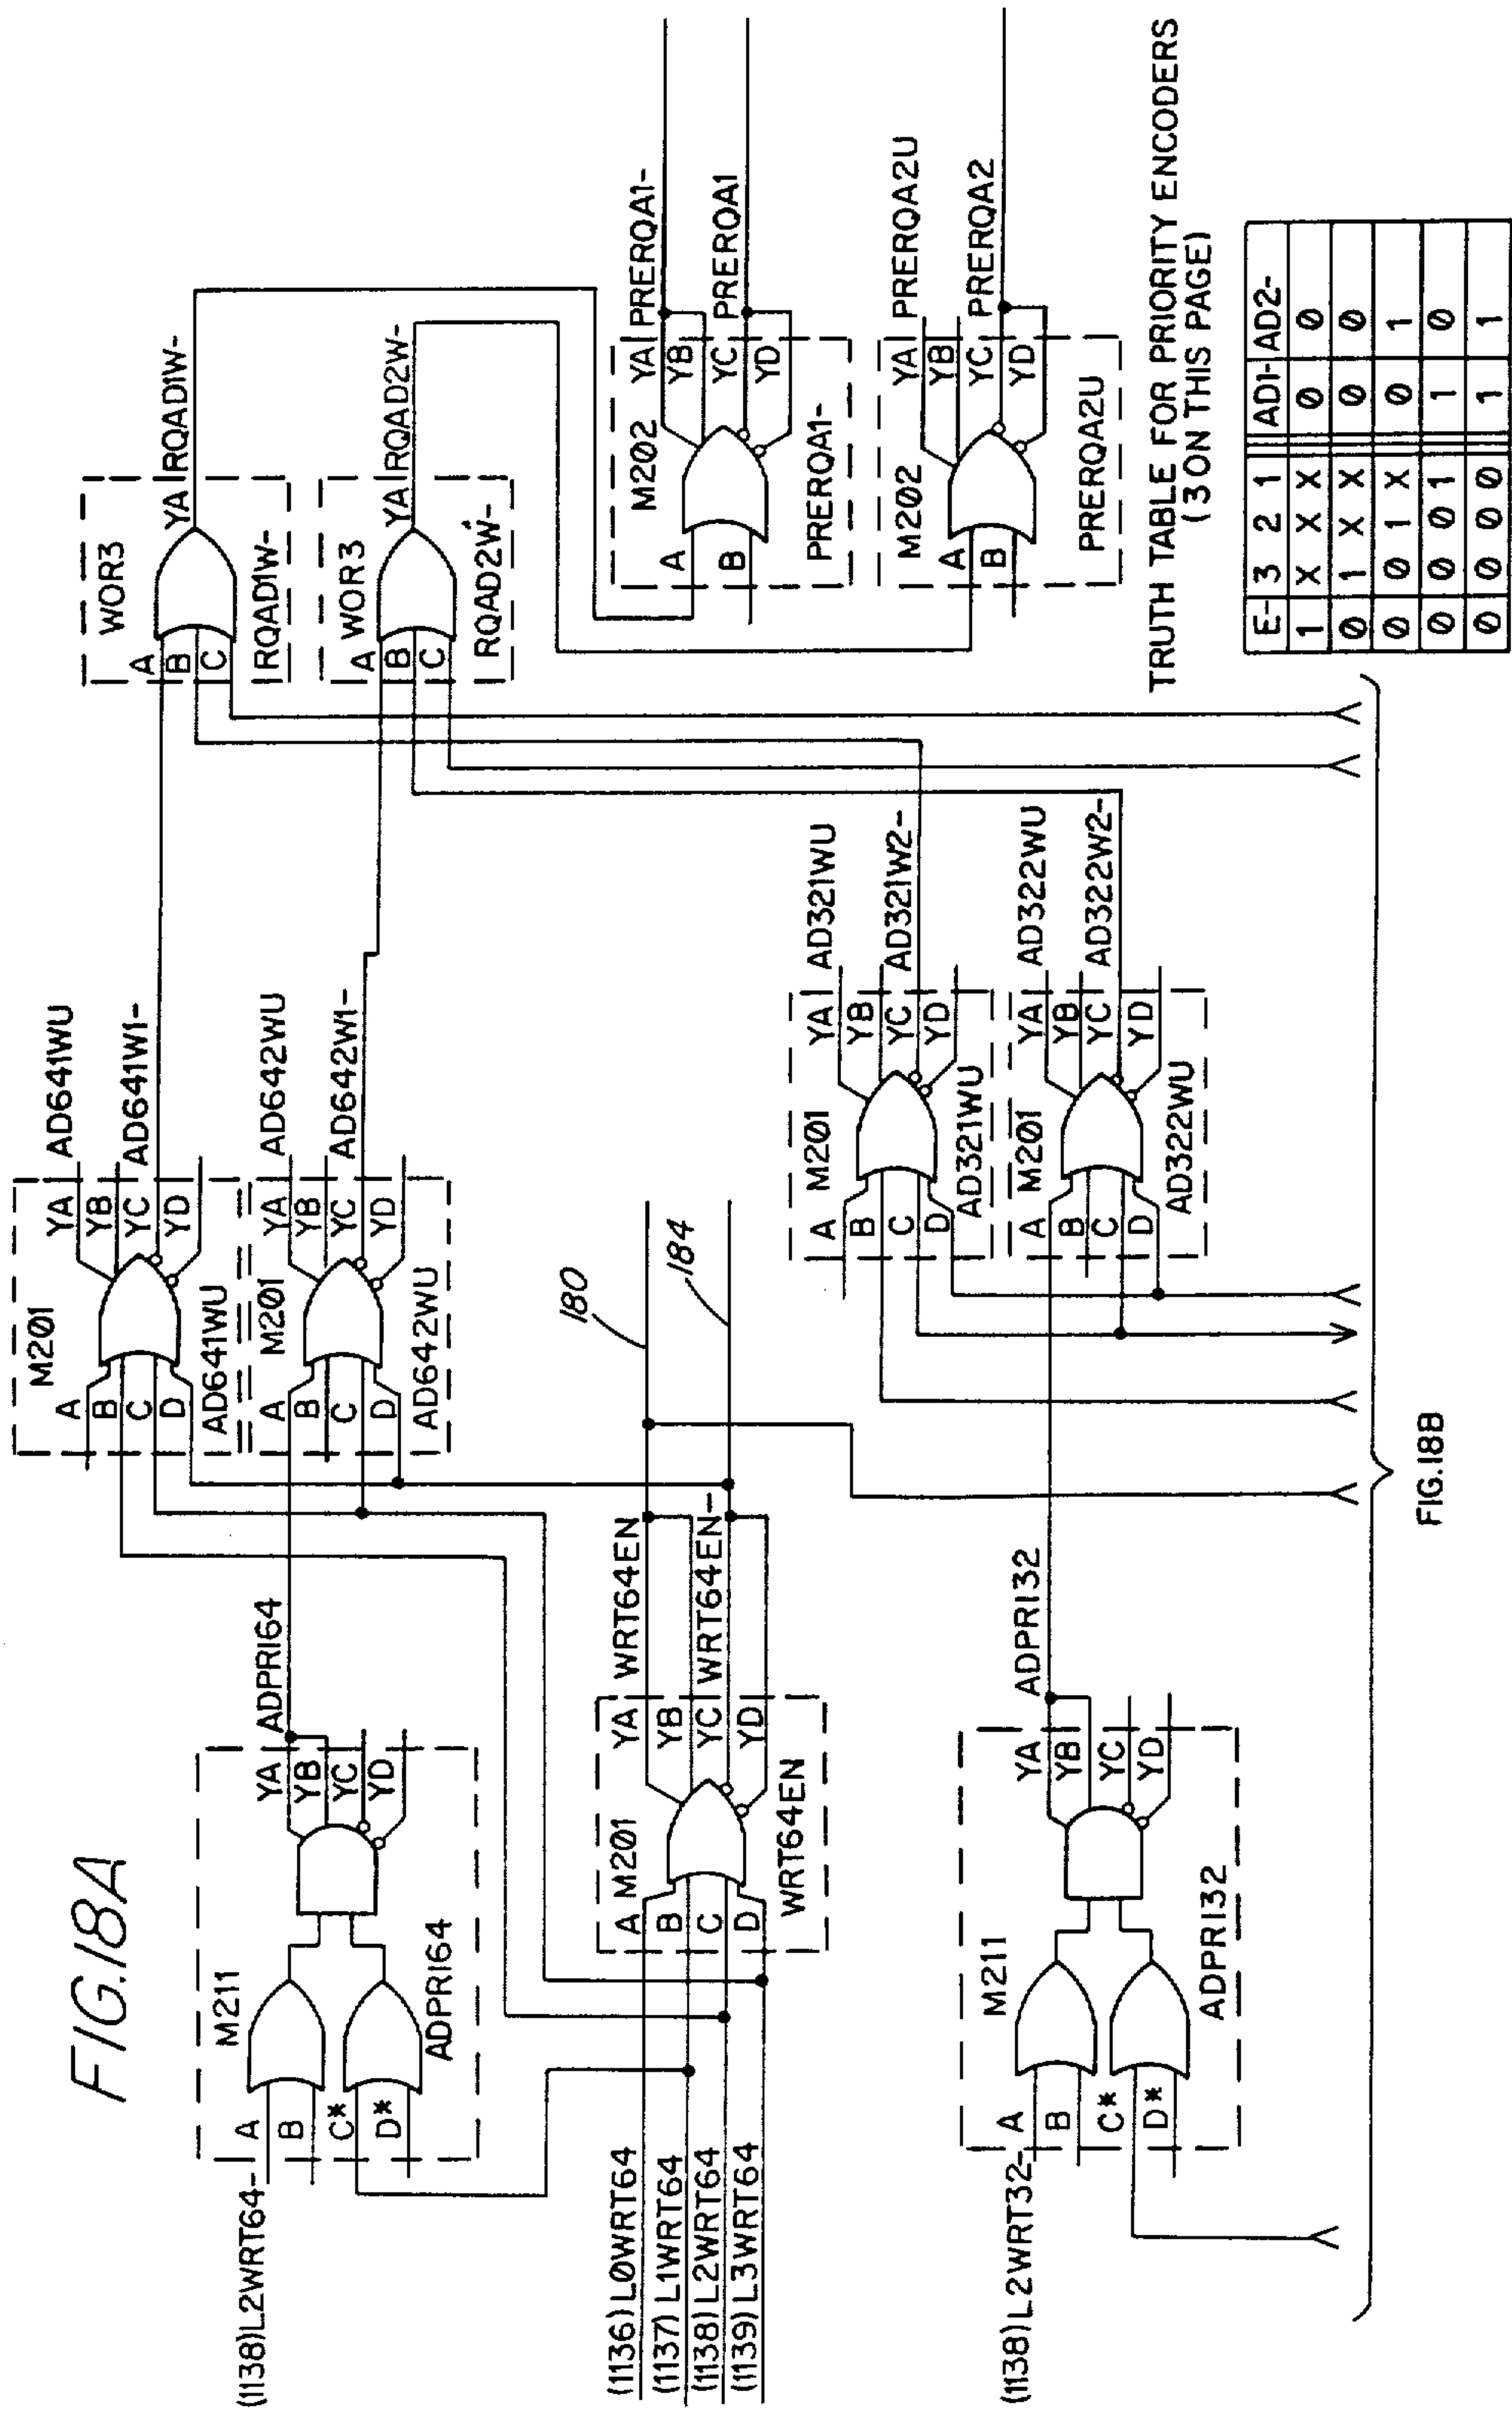 FIG.18A
M211
A
B
C*
D*
YA
YB
YC
YD
ADPRI64
ADPRI64
(1138)L2WRT64-
M201
A
B
C
D
YA
YB
YC
YD
AD641WU
AD641WU
AD641W1-
M201
A
B
C
D
YA
YB
YC
YD
AD642WU
AD642WU
AD642W1-
WOR3
A
B
C
YA
RQAD1W-
RQAD1W-
WOR3
A
B
C
YA
RQAD2W-
RQAD2W-
(1136)L0WRT64
(1137)L1WRT64
(1138)L2WRT64
(1139)L3WRT64
M201
A
B
C
D
YA
YB
YC
YD
WRT64EN
WRT64EN
WRT64EN-
180
184
M202
A
B
YA
YB
YC
YD
PRERQA1-
PRERQA1-
PRERQA1
M202
A
B
YA
YB
YC
YD
PRERQA2U
PRERQA2U
PRERQA2
M201
A
B
C
D
YA
YB
YC
YD
AD321WU
AD321WU
AD321W2-
M201
A
B
C
D
YA
YB
YC
YD
AD322WU
AD322WU
AD322W2-
(1138)L2WRT32-
M211
A
B
C*
D*
YA
YB
YC
YD
ADPRI32
ADPRI32
TRUTH TABLE FOR PRIORITY ENCODERS
(3 ON THIS PAGE)
E- 3 2 1 AD1- AD2-
1 X X X 0 0
0 1 X X 0 0
0 0 1 X 0 1
0 0 0 1 1 0
0 0 0 0 1 1
FIG.18B